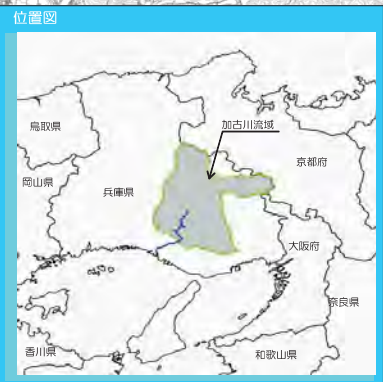 位置図
加古川流域
鳥取県
京都府
岡山県
兵庫県
大阪府
奈良県
香川県
和歌山県